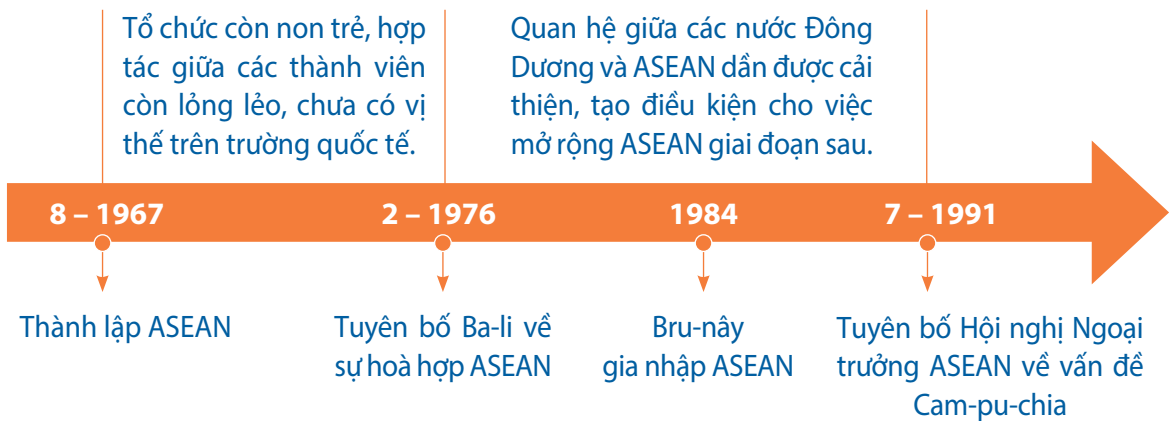 Tổ chức còn non trẻ, hợp
tác giữa các thành viên
còn lỏng lẻo, chưa có vị
thế trên trường quốc tế.
Quan hệ giữa các nước Đông
Dương và ASEAN dần được cải
thiện, tạo điều kiện cho việc
mở rộng ASEAN giai đoạn sau.
8 – 1967
2 – 1976
1984
7 – 1991
Thành lập ASEAN
Tuyên bố Ba-li về
sự hoà hợp ASEAN
Bru-nây
gia nhập ASEAN
Tuyên bố Hội nghị Ngoại
trưởng ASEAN về vấn đề
Cam-pu-chia